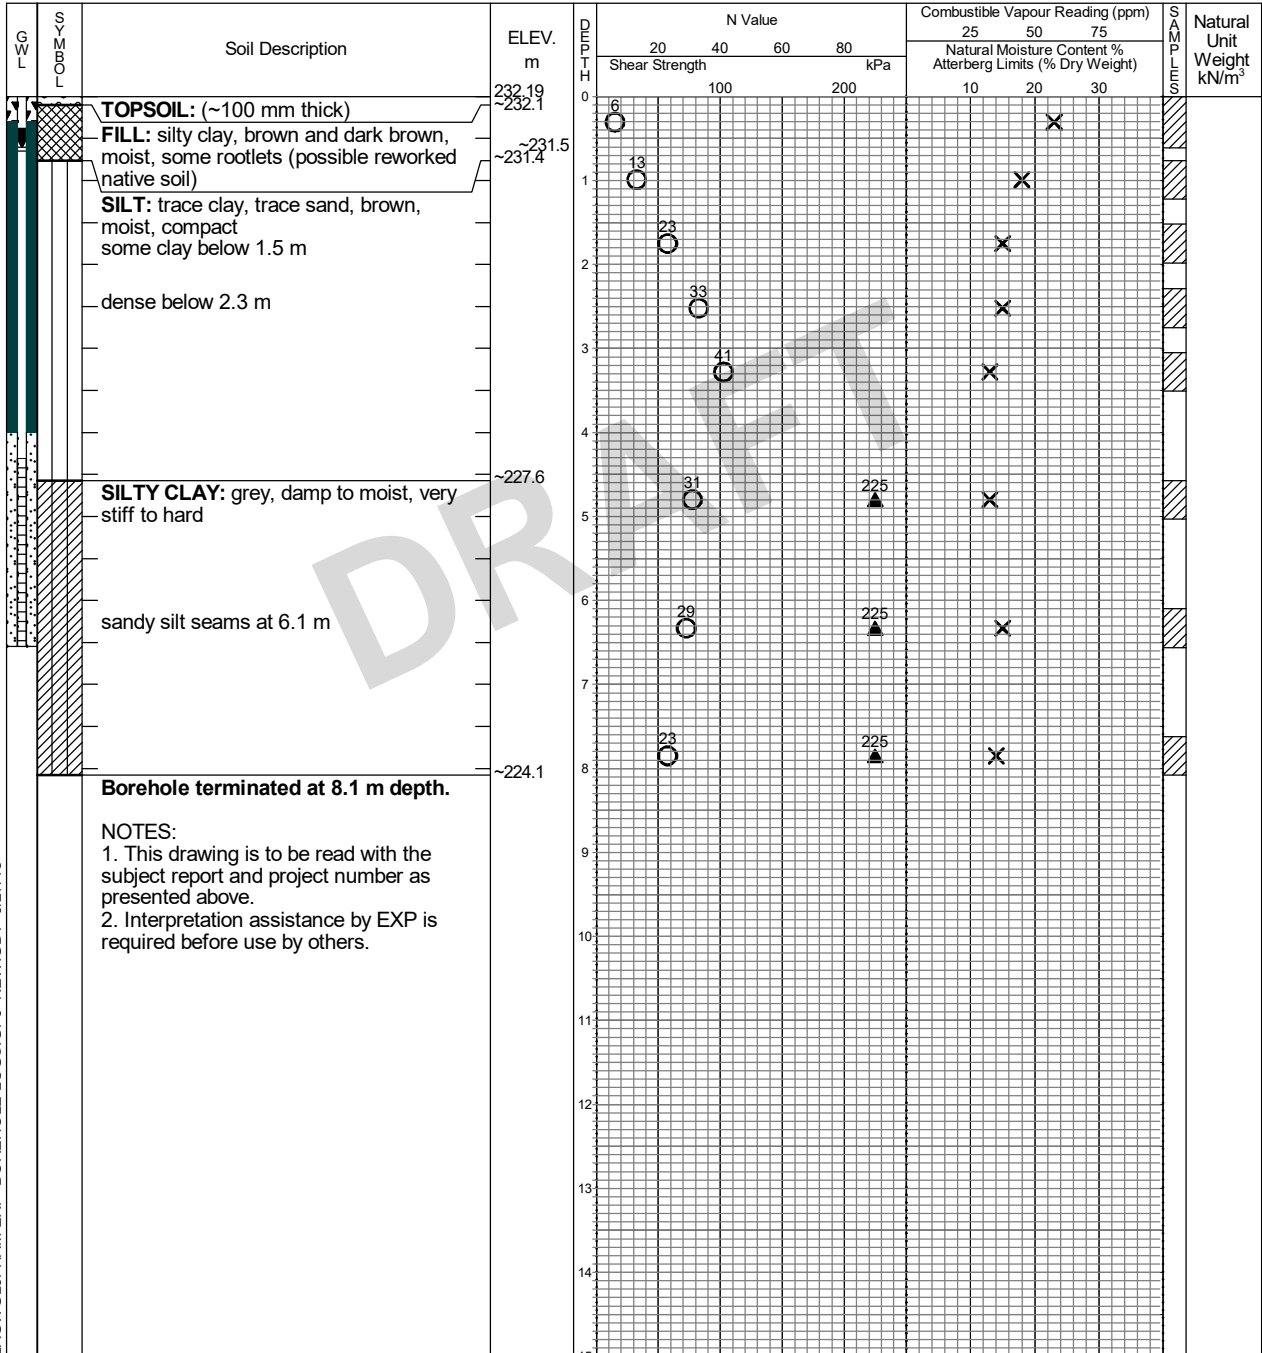 GWL
SYMBOL
Soil Description
ELEV.
m
DEPTH
N Value
20 40 60 80
Shear Strength kPa
100 200
Combustible Vapour Reading (ppm)
25 50 75
Natural Moisture Content %
Atterberg Limits (% Dry Weight)
10 20 30
SAMPLES
Natural
Unit
Weight
kN/m³
232.19
0
TOPSOIL: (~100 mm thick)
~232.1
6
FILL: silty clay, brown and dark brown,
moist, some rootlets (possible reworked
native soil)
~231.5
~231.4
13
1
SILT: trace clay, trace sand, brown,
moist, compact
some clay below 1.5 m
23
2
dense below 2.3 m
33
3
41
4
~227.6
SILTY CLAY: grey, damp to moist, very
stiff to hard
31 225
5
6
sandy silt seams at 6.1 m
29 225
7
23 225
8
~224.1
Borehole terminated at 8.1 m depth.
NOTES:
1. This drawing is to be read with the
subject report and project number as
presented above.
2. Interpretation assistance by EXP is
required before use by others.
9
10
11
12
13
14
DRAFT